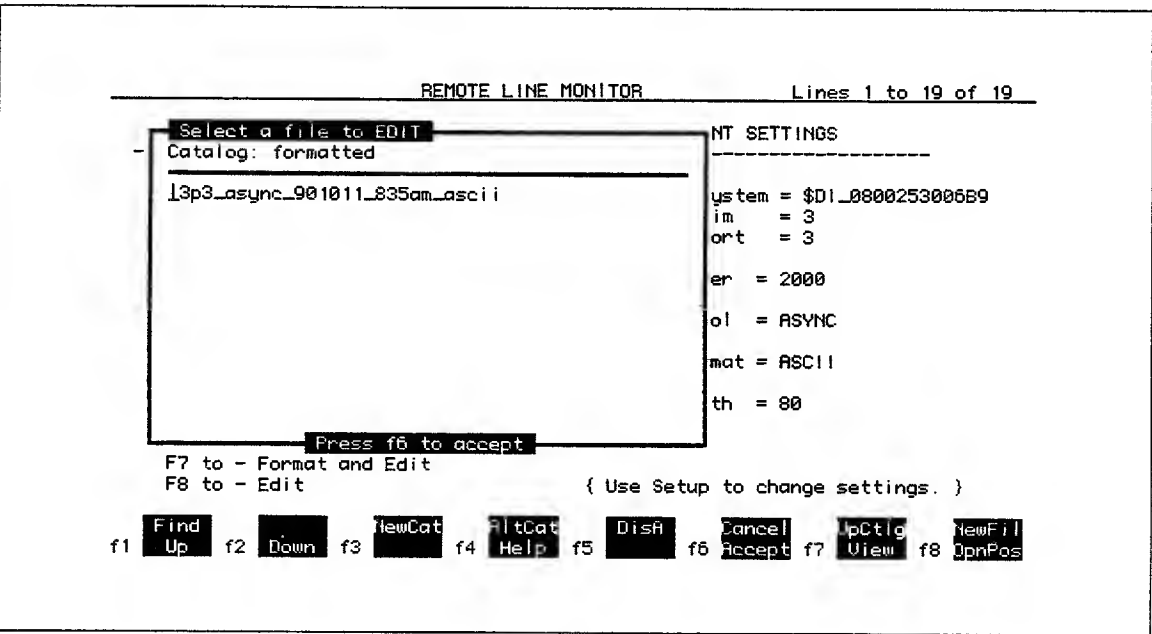 REMOTE LINE MONITOR Lines 1 to 19 of 19
Select a file to EDIT NT SETTINGS
Catalog: formatted --------------------
l3p3_async_901011_835am_ascii ystem = $DI_0800253006B9
im = 3
ort = 3
er = 2000
ol = ASYNC
mat = ASCII
th = 80
Press f6 to accept
F7 to - Format and Edit
F8 to - Edit { Use Setup to change settings. }
Find NewCat AltCat DisA Cancel UpCtlg NewFil
f1 Up f2 Down f3 f4 Help f5 f6 Accept f7 View f8 OpnPos